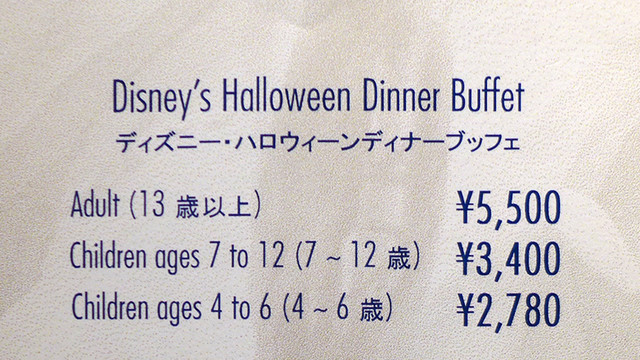 Disney's Halloween Dinner Buffet
ディズニー・ハロウィーンディナーブッフェ
Adult (13 歳以上) ¥5,500
Children ages 7 to 12 (7 ~ 12 歳) ¥3,400
Children ages 4 to 6 (4 ~ 6 歳) ¥2,780